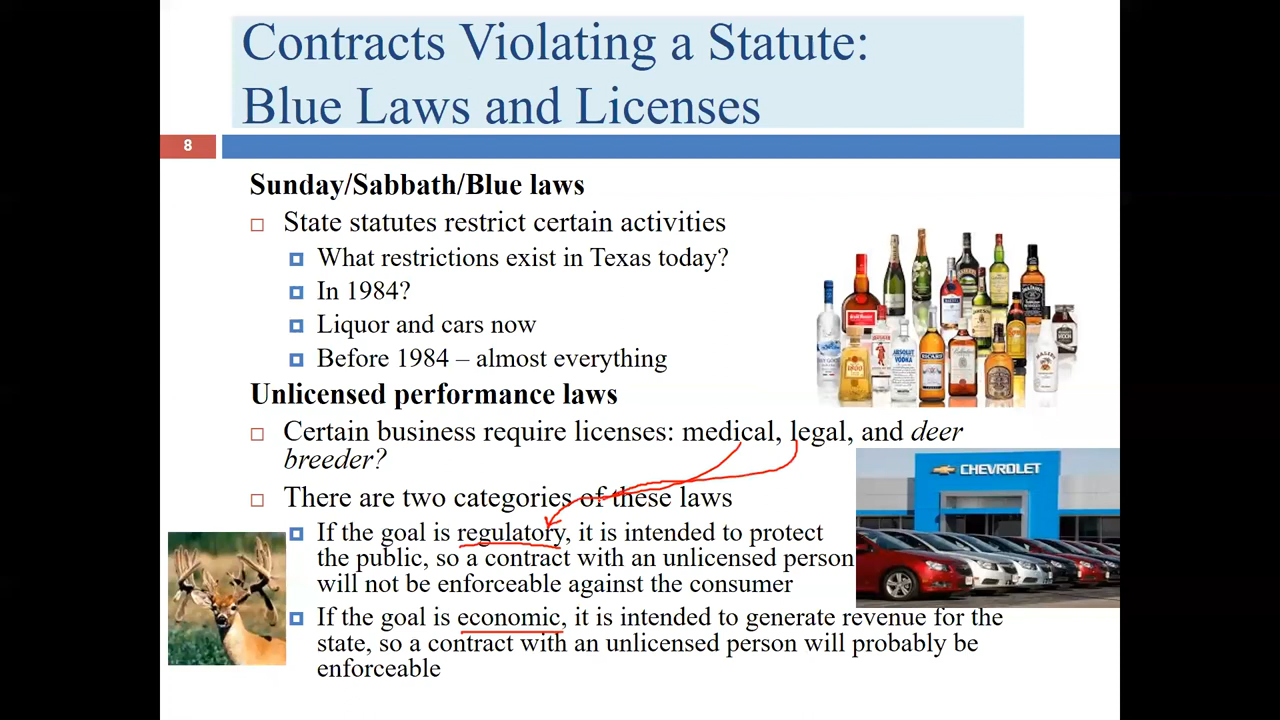 Contracts Violating a Statute:
Blue Laws and Licenses
8
Sunday/Sabbath/Blue laws
State statutes restrict certain activities
What restrictions exist in Texas today?
In 1984?
Liquor and cars now
Before 1984 – almost everything
Unlicensed performance laws
Certain business require licenses: medical, legal, and deer
breeder?
CHEVROLET
There are two categories of these laws
If the goal is regulatory, it is intended to protect
the public, so a contract with an unlicensed person
will not be enforceable against the consumer
If the goal is economic, it is intended to generate revenue for the
state, so a contract with an unlicensed person will probably be
enforceable
ABSOLUT
VODKA
RICARD